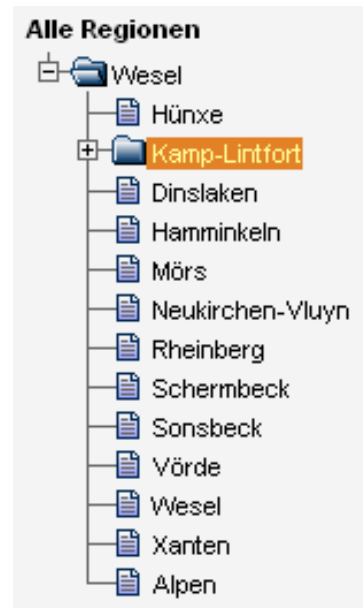 Alle Regionen
Wesel
Hünxe
Kamp-Lintfort
Dinslaken
Hamminkeln
Mörs
Neukirchen-Vluyn
Rheinberg
Schermbeck
Sonsbeck
Vörde
Wesel
Xanten
Alpen